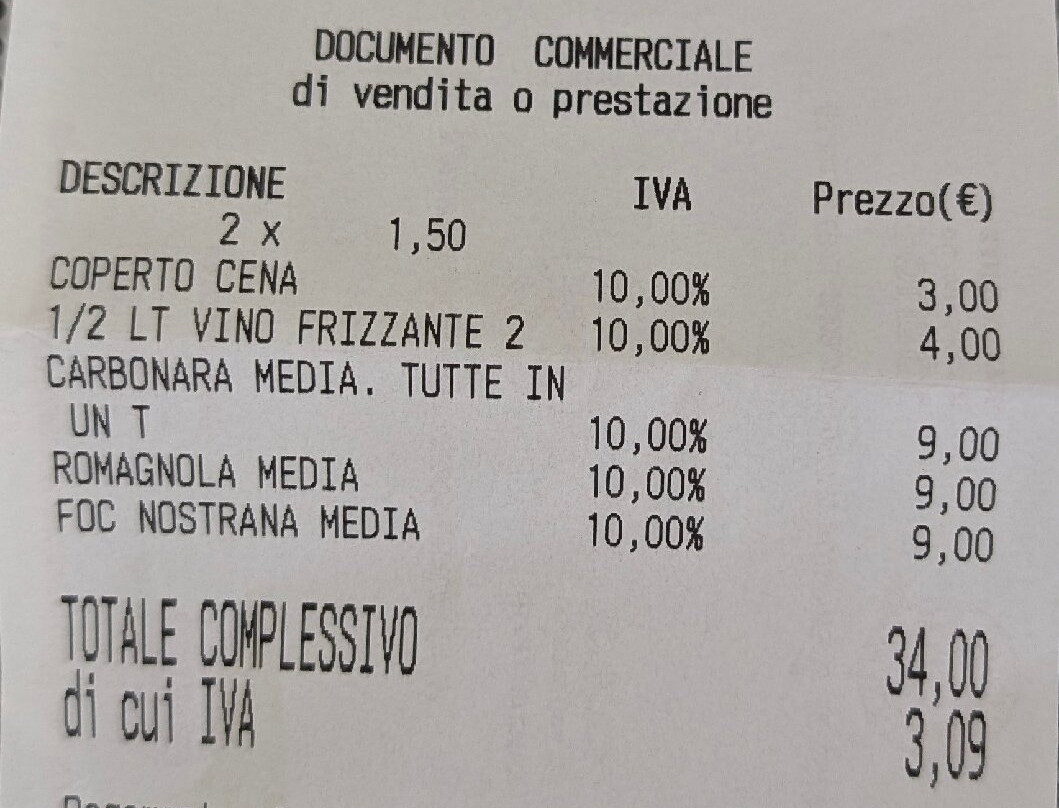 DOCUMENTO COMMERCIALE
di vendita o prestazione
DESCRIZIONE IVA Prezzo(€)
2 x 1,50
COPERTO CENA 10,00% 3,00
1/2 LT VINO FRIZZANTE 2 10,00% 4,00
CARBONARA MEDIA. TUTTE IN
UN T 10,00% 9,00
ROMAGNOLA MEDIA 10,00% 9,00
FOC NOSTRANA MEDIA 10,00% 9,00
TOTALE COMPLESSIVO 34,00
di cui IVA 3,09